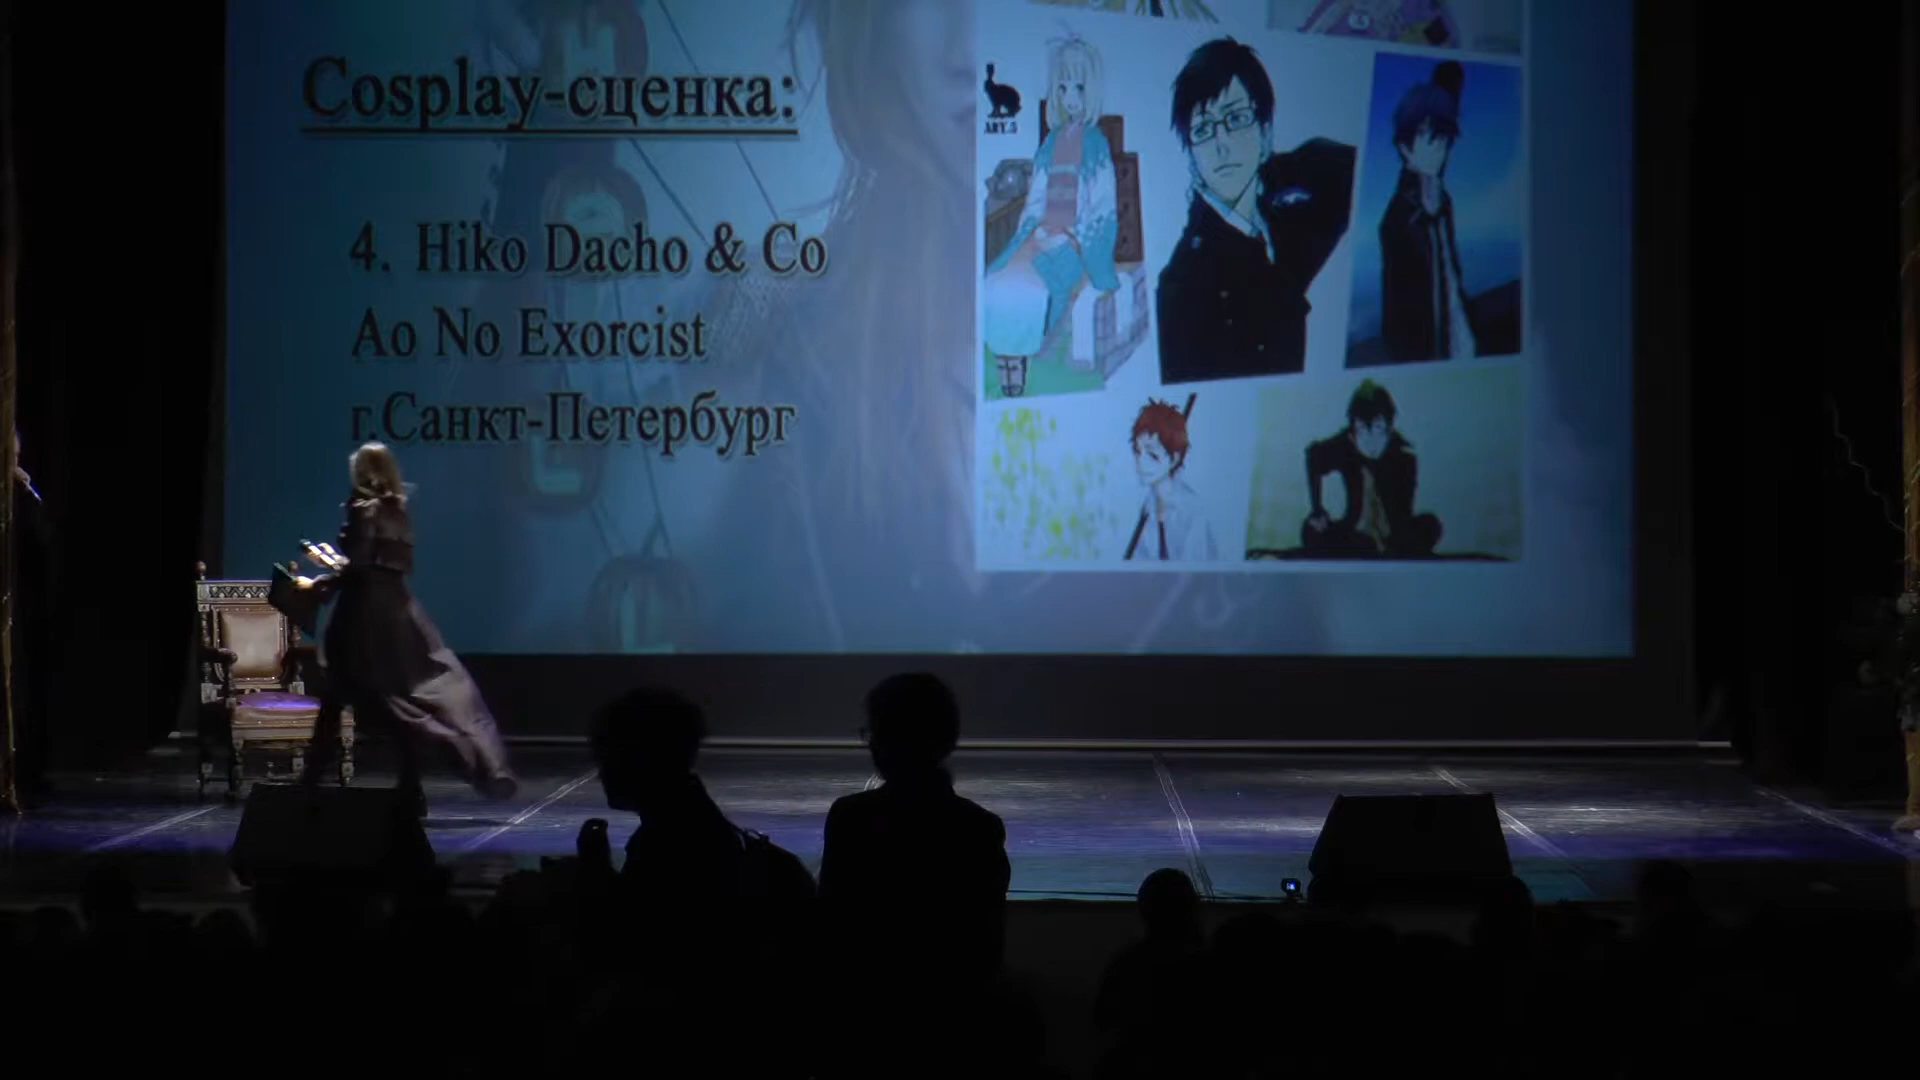 Cosplay-сценка:
4. Hiko Dacho & Co
Ao No Exorcist
г.Санкт-Петербург